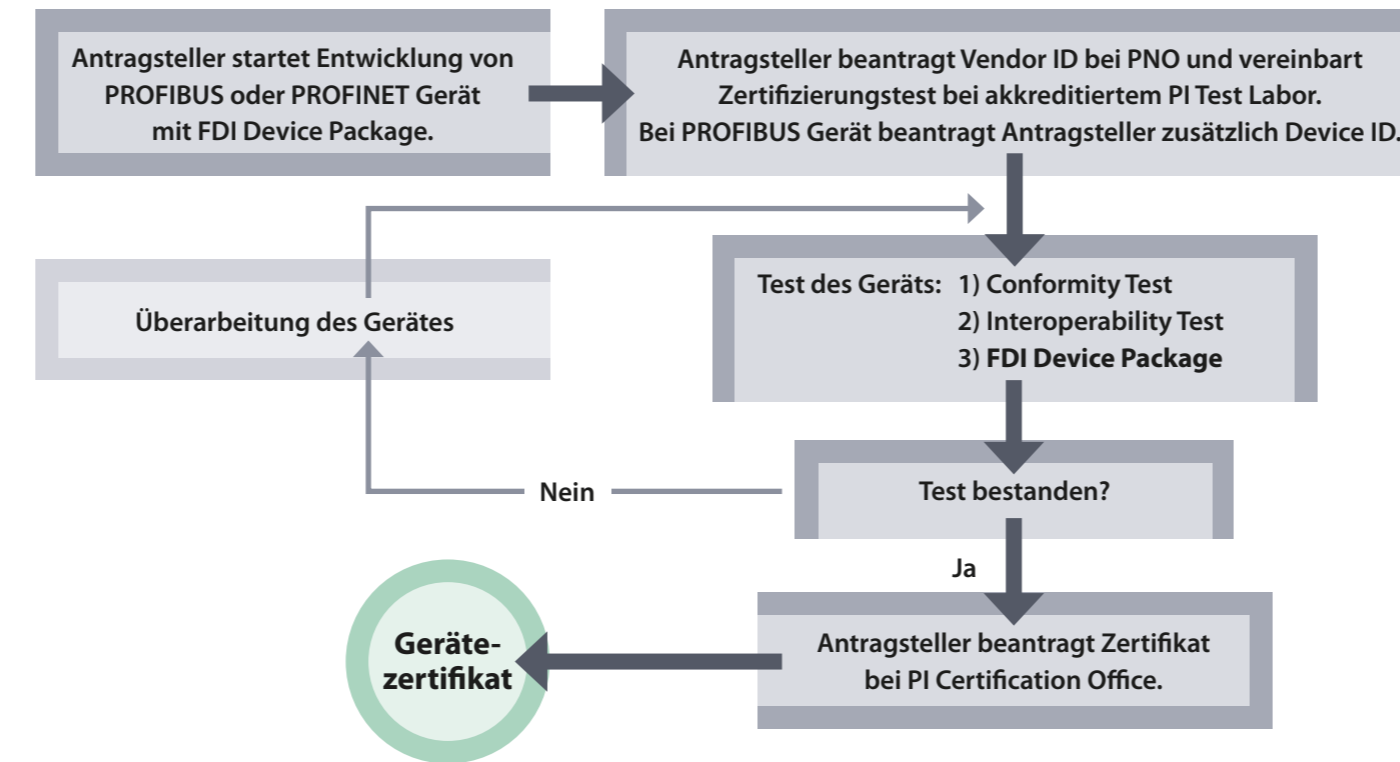 Antragsteller startet Entwicklung von
PROFIBUS oder PROFINET Gerät
mit FDI Device Package.
Antragsteller beantragt Vendor ID bei PNO und vereinbart
Zertifizierungstest bei akkreditiertem PI Test Labor.
Bei PROFIBUS Gerät beantragt Antragsteller zusätzlich Device ID.
Test des Geräts: 1) Conformity Test
2) Interoperability Test
3) FDI Device Package
Überarbeitung des Gerätes
Test bestanden?
Nein
Ja
Antragsteller beantragt Zertifikat
bei PI Certification Office.
Geräte-
zertifikat